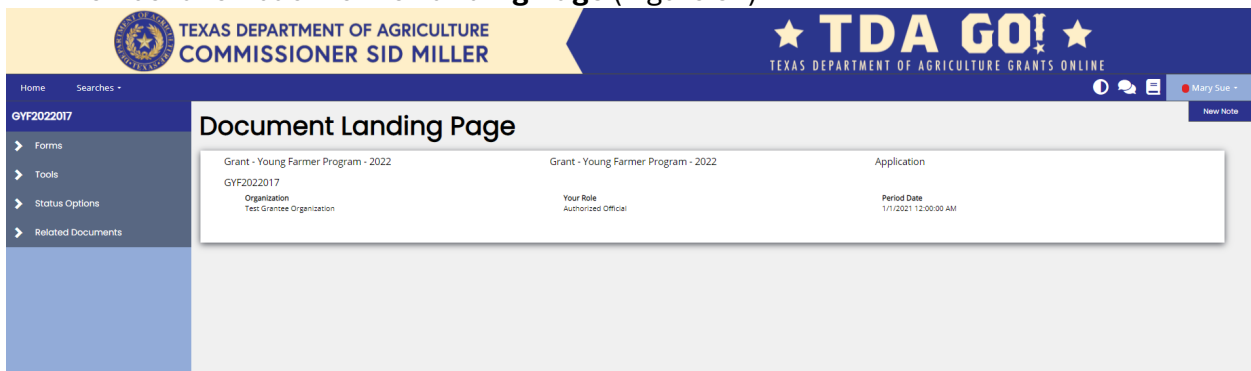 TEXAS DEPARTMENT OF AGRICULTURE
COMMISSIONER SID MILLER
TDA GO!
TEXAS DEPARTMENT OF AGRICULTURE GRANTS ONLINE
Home Searches
Mary Sue
New Note
GYF2022017
Forms
Tools
Status Options
Related Documents
Document Landing Page
Grant - Young Farmer Program - 2022 Grant - Young Farmer Program - 2022 Application
GYF2022017
Organization Your Role Period Date
Test Grantee Organization Authorized Official 1/1/2021 12:00:00 AM